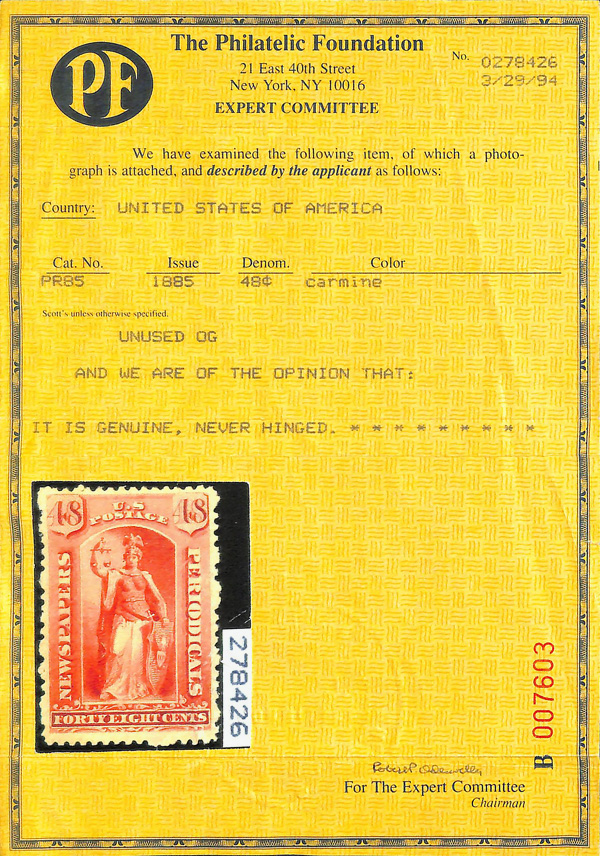 PF
The Philatelic Foundation
21 East 40th Street
New York, NY 10016
EXPERT COMMITTEE
No. 0278426
3/29/94
We have examined the following item, of which a photo-
graph is attached, and described by the applicant as follows:
Country: UNITED STATES OF AMERICA
Cat. No. Issue Denom. Color
PR85 1885 48¢ carmine
Scott's unless otherwise specified.
UNUSED OG
AND WE ARE OF THE OPINION THAT:
IT IS GENUINE, NEVER HINGED. * * * * * * * * *
48 U.S. 48
POSTAGE
NEWSPAPERS
PERIODICALS
FORTY EIGHT CENTS
278426
B 007603
For The Expert Committee
Chairman